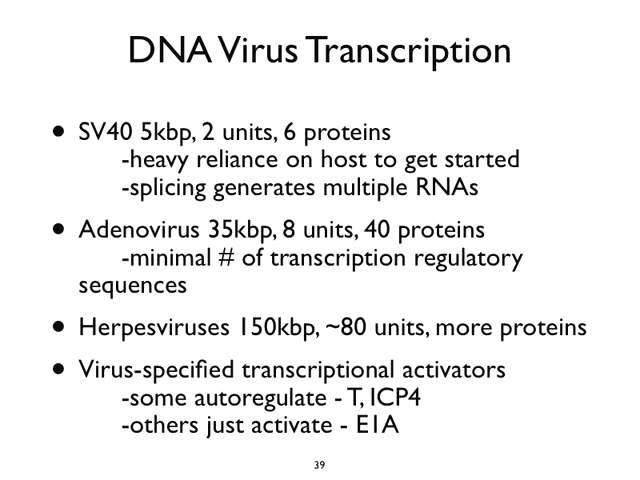 DNA Virus Transcription
• SV40 5kbp, 2 units, 6 proteins
-heavy reliance on host to get started
-splicing generates multiple RNAs
• Adenovirus 35kbp, 8 units, 40 proteins
-minimal # of transcription regulatory
sequences
• Herpesviruses 150kbp, ~80 units, more proteins
• Virus-specified transcriptional activators
-some autoregulate - T, ICP4
-others just activate - E1A
39